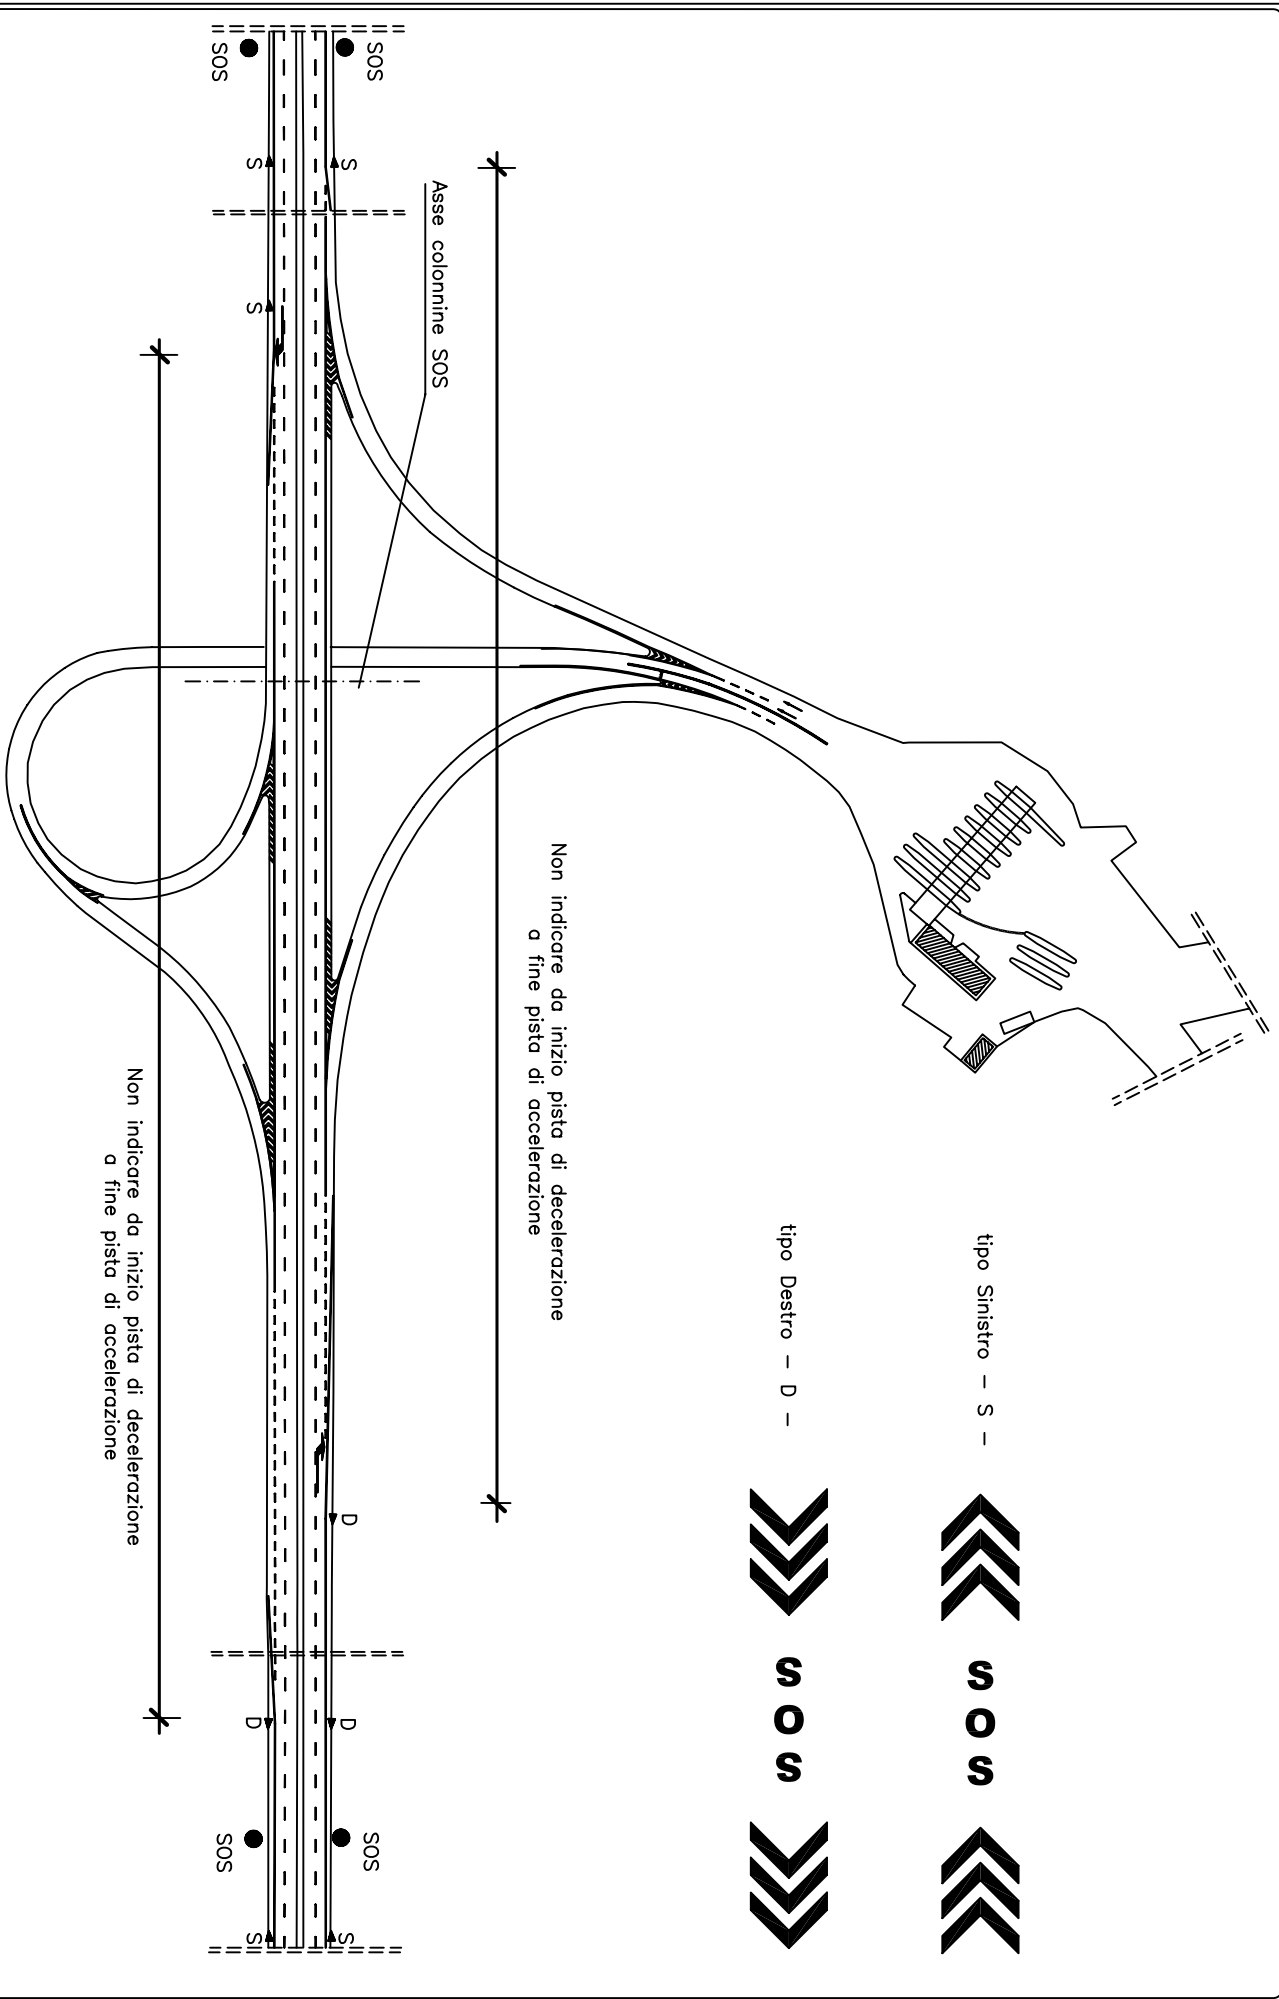 tipo Sinistro - S -
SOS
tipo Destro - D -
SOS
Non indicare da inizio pista di decelerazione
a fine pista di accelerazione
Asse colonnine SOS
SOS
SOS
S
D
D
S
SOS
SOS
S
S
D
S
Non indicare da inizio pista di decelerazione
a fine pista di accelerazione